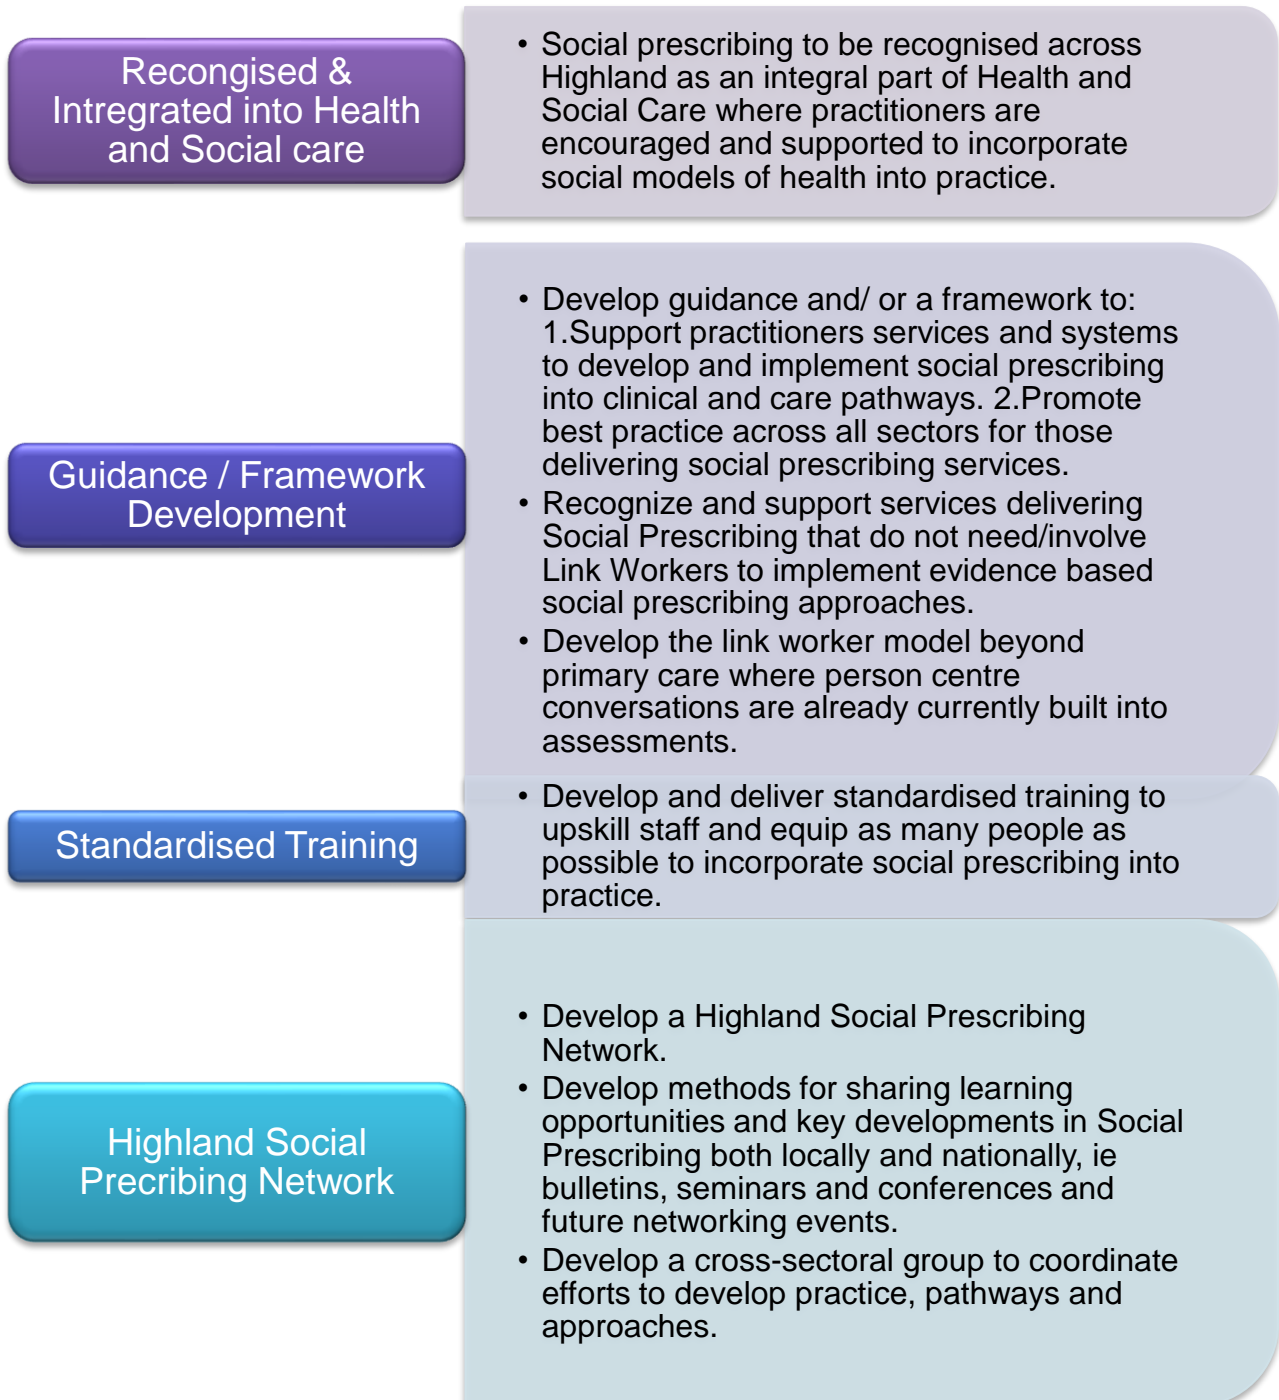 Recongised &
Intregrated into Health
and Social care
• Social prescribing to be recognised across
Highland as an integral part of Health and
Social Care where practitioners are
encouraged and supported to incorporate
social models of health into practice.
Guidance / Framework
Development
• Develop guidance and/ or a framework to:
1.Support practitioners services and systems
to develop and implement social prescribing
into clinical and care pathways. 2.Promote
best practice across all sectors for those
delivering social prescribing services.
• Recognize and support services delivering
Social Prescribing that do not need/involve
Link Workers to implement evidence based
social prescribing approaches.
• Develop the link worker model beyond
primary care where person centre
conversations are already currently built into
assessments.
Standardised Training
• Develop and deliver standardised training to
upskill staff and equip as many people as
possible to incorporate social prescribing into
practice.
Highland Social
Precribing Network
• Develop a Highland Social Prescribing
Network.
• Develop methods for sharing learning
opportunities and key developments in Social
Prescribing both locally and nationally, ie
bulletins, seminars and conferences and
future networking events.
• Develop a cross-sectoral group to coordinate
efforts to develop practice, pathways and
approaches.